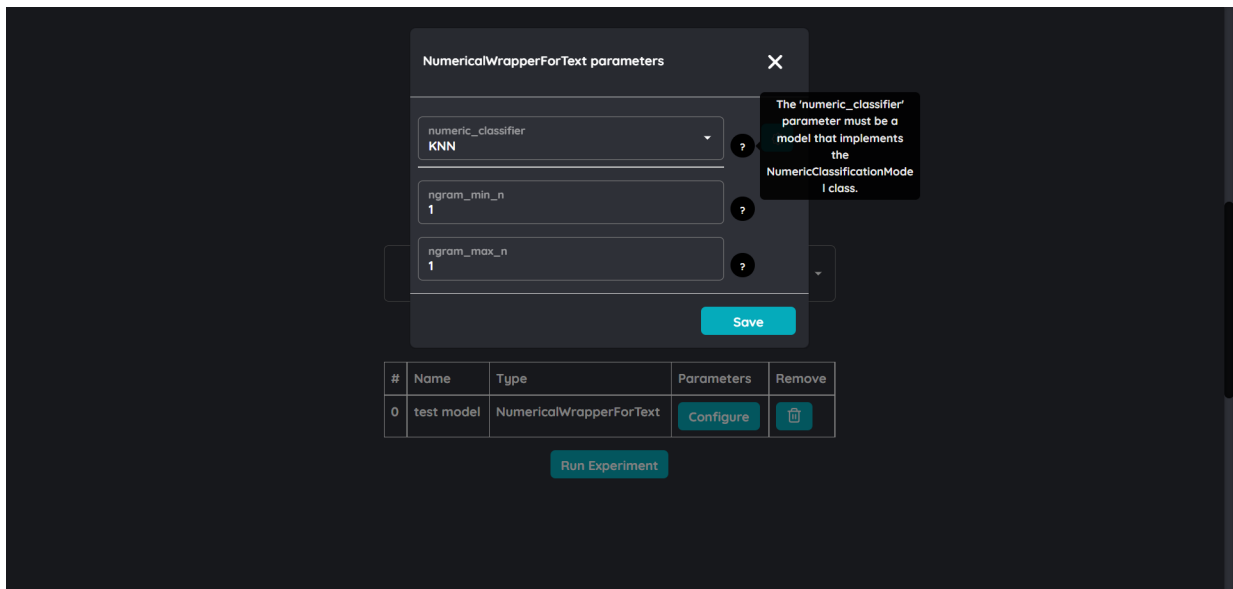 NumericalWrapperForText parameters
The 'numeric_classifier'
parameter must be a
model that implements
the
NumericClassificationMode
l class.
numeric_classifier
KNN
?
ngram_min_n
1
?
ngram_max_n
1
?
Save
# Name Type Parameters Remove
0 test model NumericalWrapperForText Configure
Run Experiment